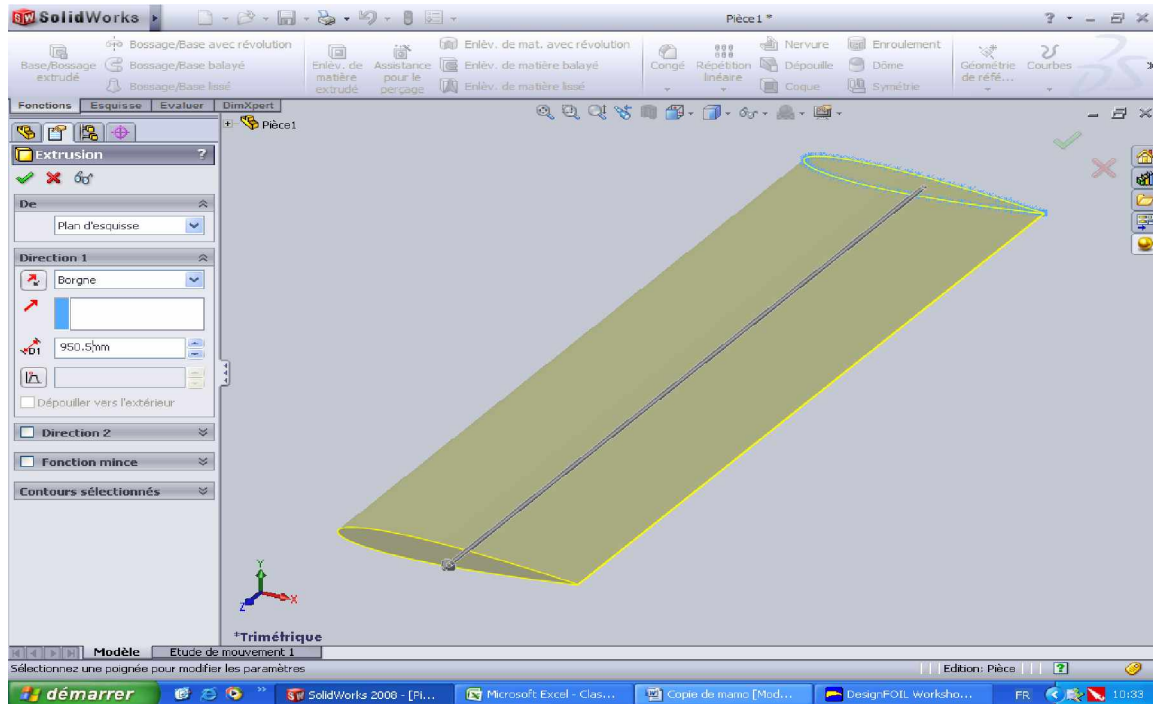 SolidWorks
Pièce1 *
Base/Bossage extrudé
Bossage/Base avec révolution
Bossage/Base balayé
Bossage/Base lissé
Enlèv. de matière extrudé
Assistance pour le perçage
Enlèv. de mat. avec révolution
Enlèv. de matière balayé
Enlèv. de matière lissé
Congé
Répétition linéaire
Nervure
Dépouille
Coque
Enroulement
Dôme
Symétrie
Géométrie de réfé...
Courbes
Fonctions Esquisse Evaluer DimXpert
Pièce1
Extrusion ?
De
Plan d'esquisse
Direction 1
Borgne
D1 950.5mm
Dépouiller vers l'extérieur
Direction 2
Fonction mince
Contours sélectionnés
Y
X
Z
*Trimétrique
Modèle Etude de mouvement 1
Sélectionnez une poignée pour modifier les paramètres
Edition: Pièce
démarrer
SolidWorks 2008 - [Pi...
Microsoft Excel - Clas...
Copie de mamo [Mod...
DesignFOIL Worksho...
FR
10:33